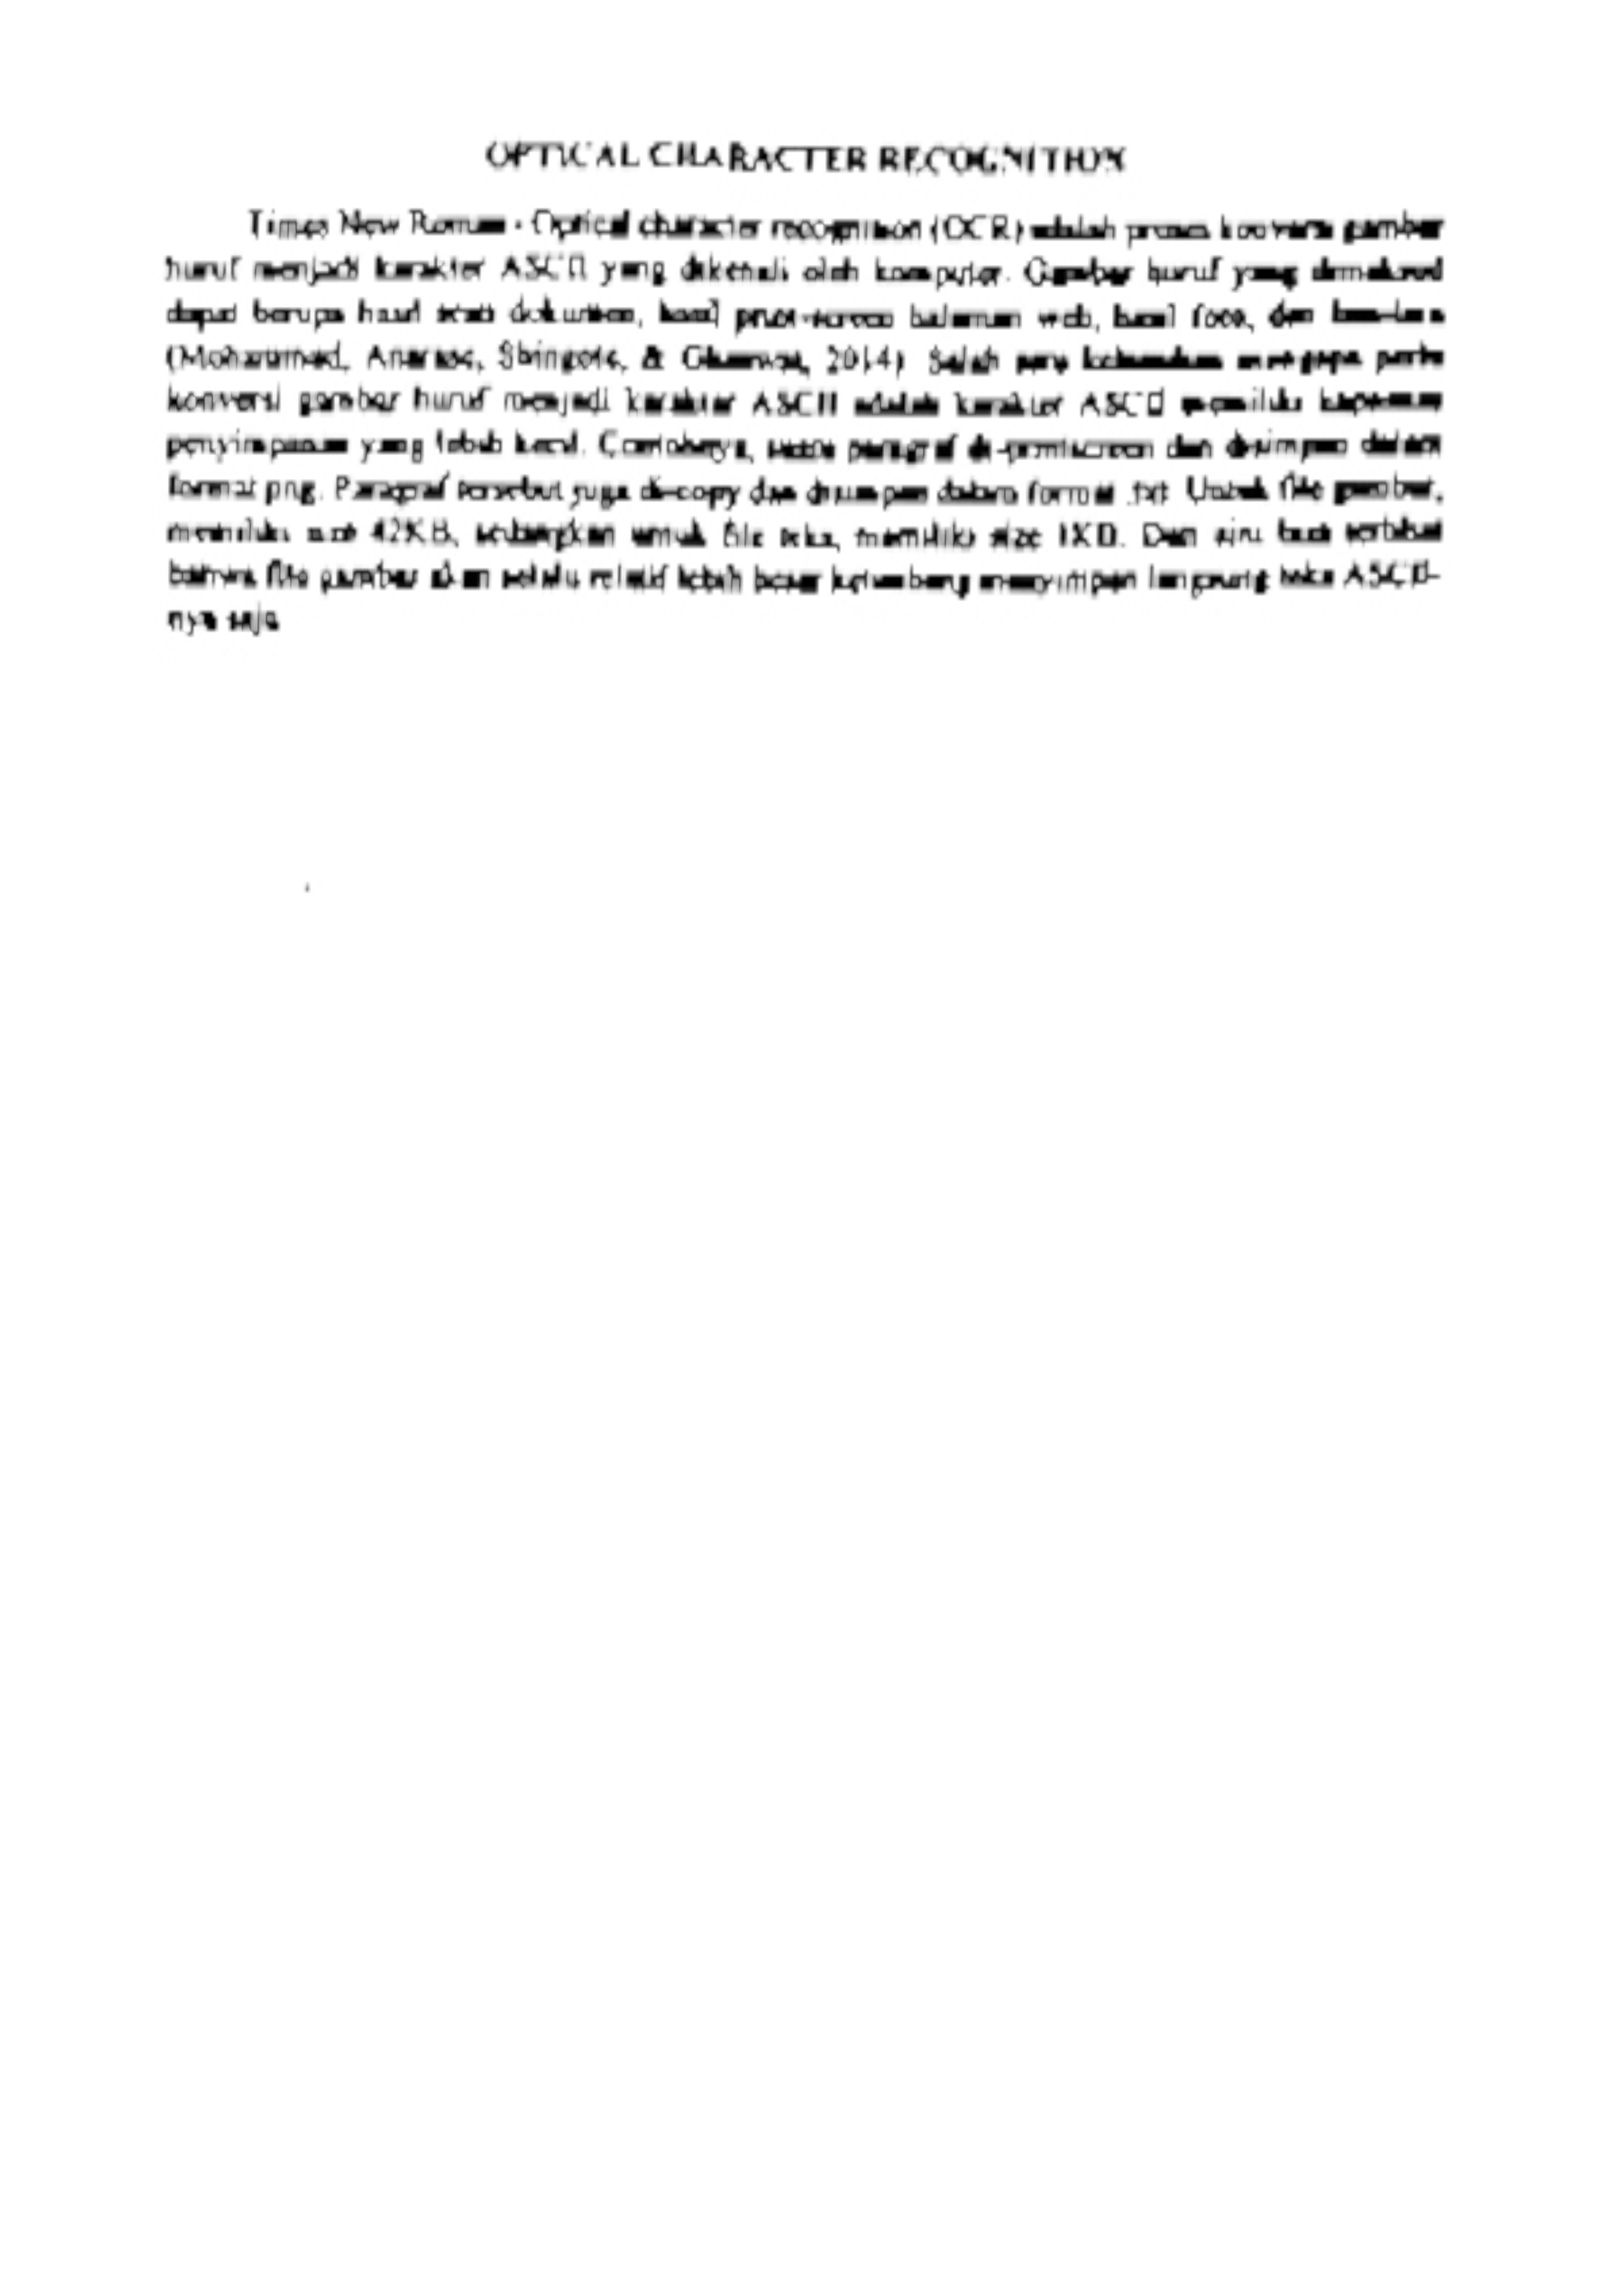 OPTICAL CHARACTER RECOGNITION
Times New Roman - Optical character recognition (OCR) adalah proses konversi gambar
huruf menjadi karakter ASCII yang dikenali oleh komputer. Gambar huruf yang dimaksud
dapat berupa hasil scan dokumen, hasil print-screen halaman web, hasil foto, dan lain-lain
(Mohammad, Anarase, Shingote, & Ghanwat, 2014) Salah yang mengapa perlu
konversi gambar huruf menjadi karakter ASCII adalah karakter ASCII memiliki
penyimpanan yang lebih kecil. Contohnya, suatu paragraf di-printscreen dan disimpan dalam
format png. Paragraf tersebut juga di-copy dan disimpan dalam format .txt Untuk file gambar,
memiliki size 42KB, sedangkan untuk file teks, memiliki size 1KB. Dari sini bisa terlihat
bahwa file gambar akan selalu relatif lebih besar ketimbang menyimpan langsung teks ASCII-
nya saja